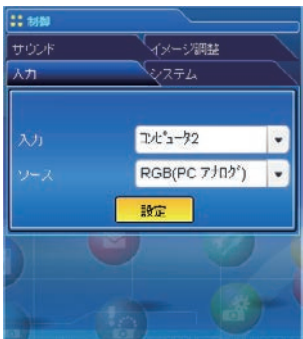 制御
サウンド イメージ調整
入力 システム
入力 コンピュータ2
ソース RGB(PC アナログ)
設定